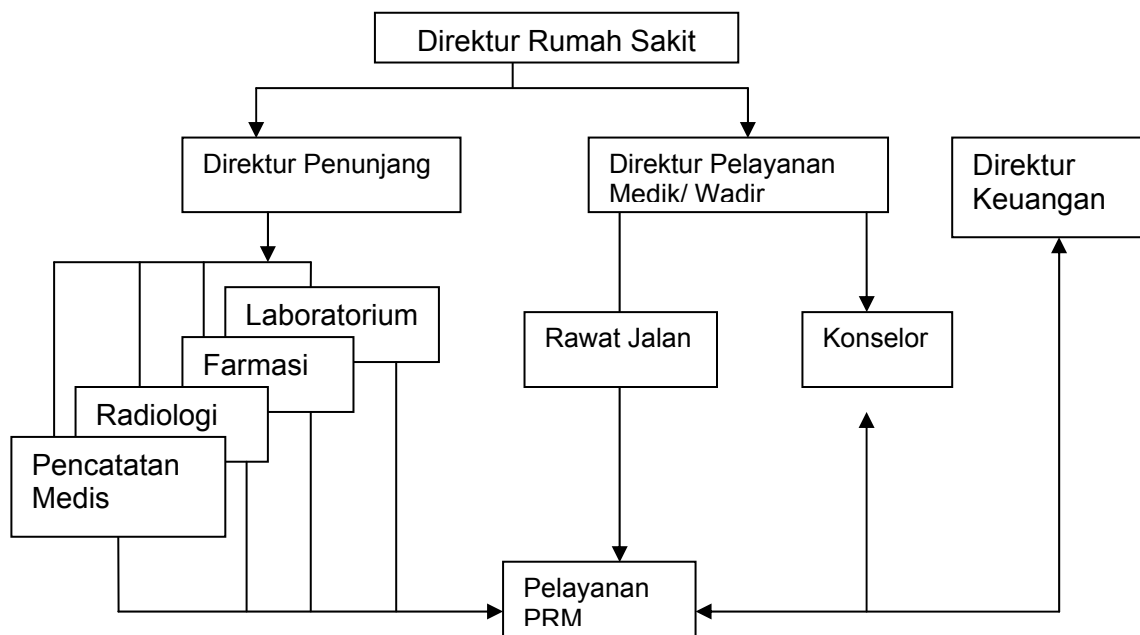 Direktur Rumah Sakit
Direktur Penunjang
Direktur Pelayanan
Medik/ Wadir
Direktur
Keuangan
Laboratorium
Farmasi
Radiologi
Pencatatan
Medis
Rawat Jalan
Konselor
Pelayanan
PRM